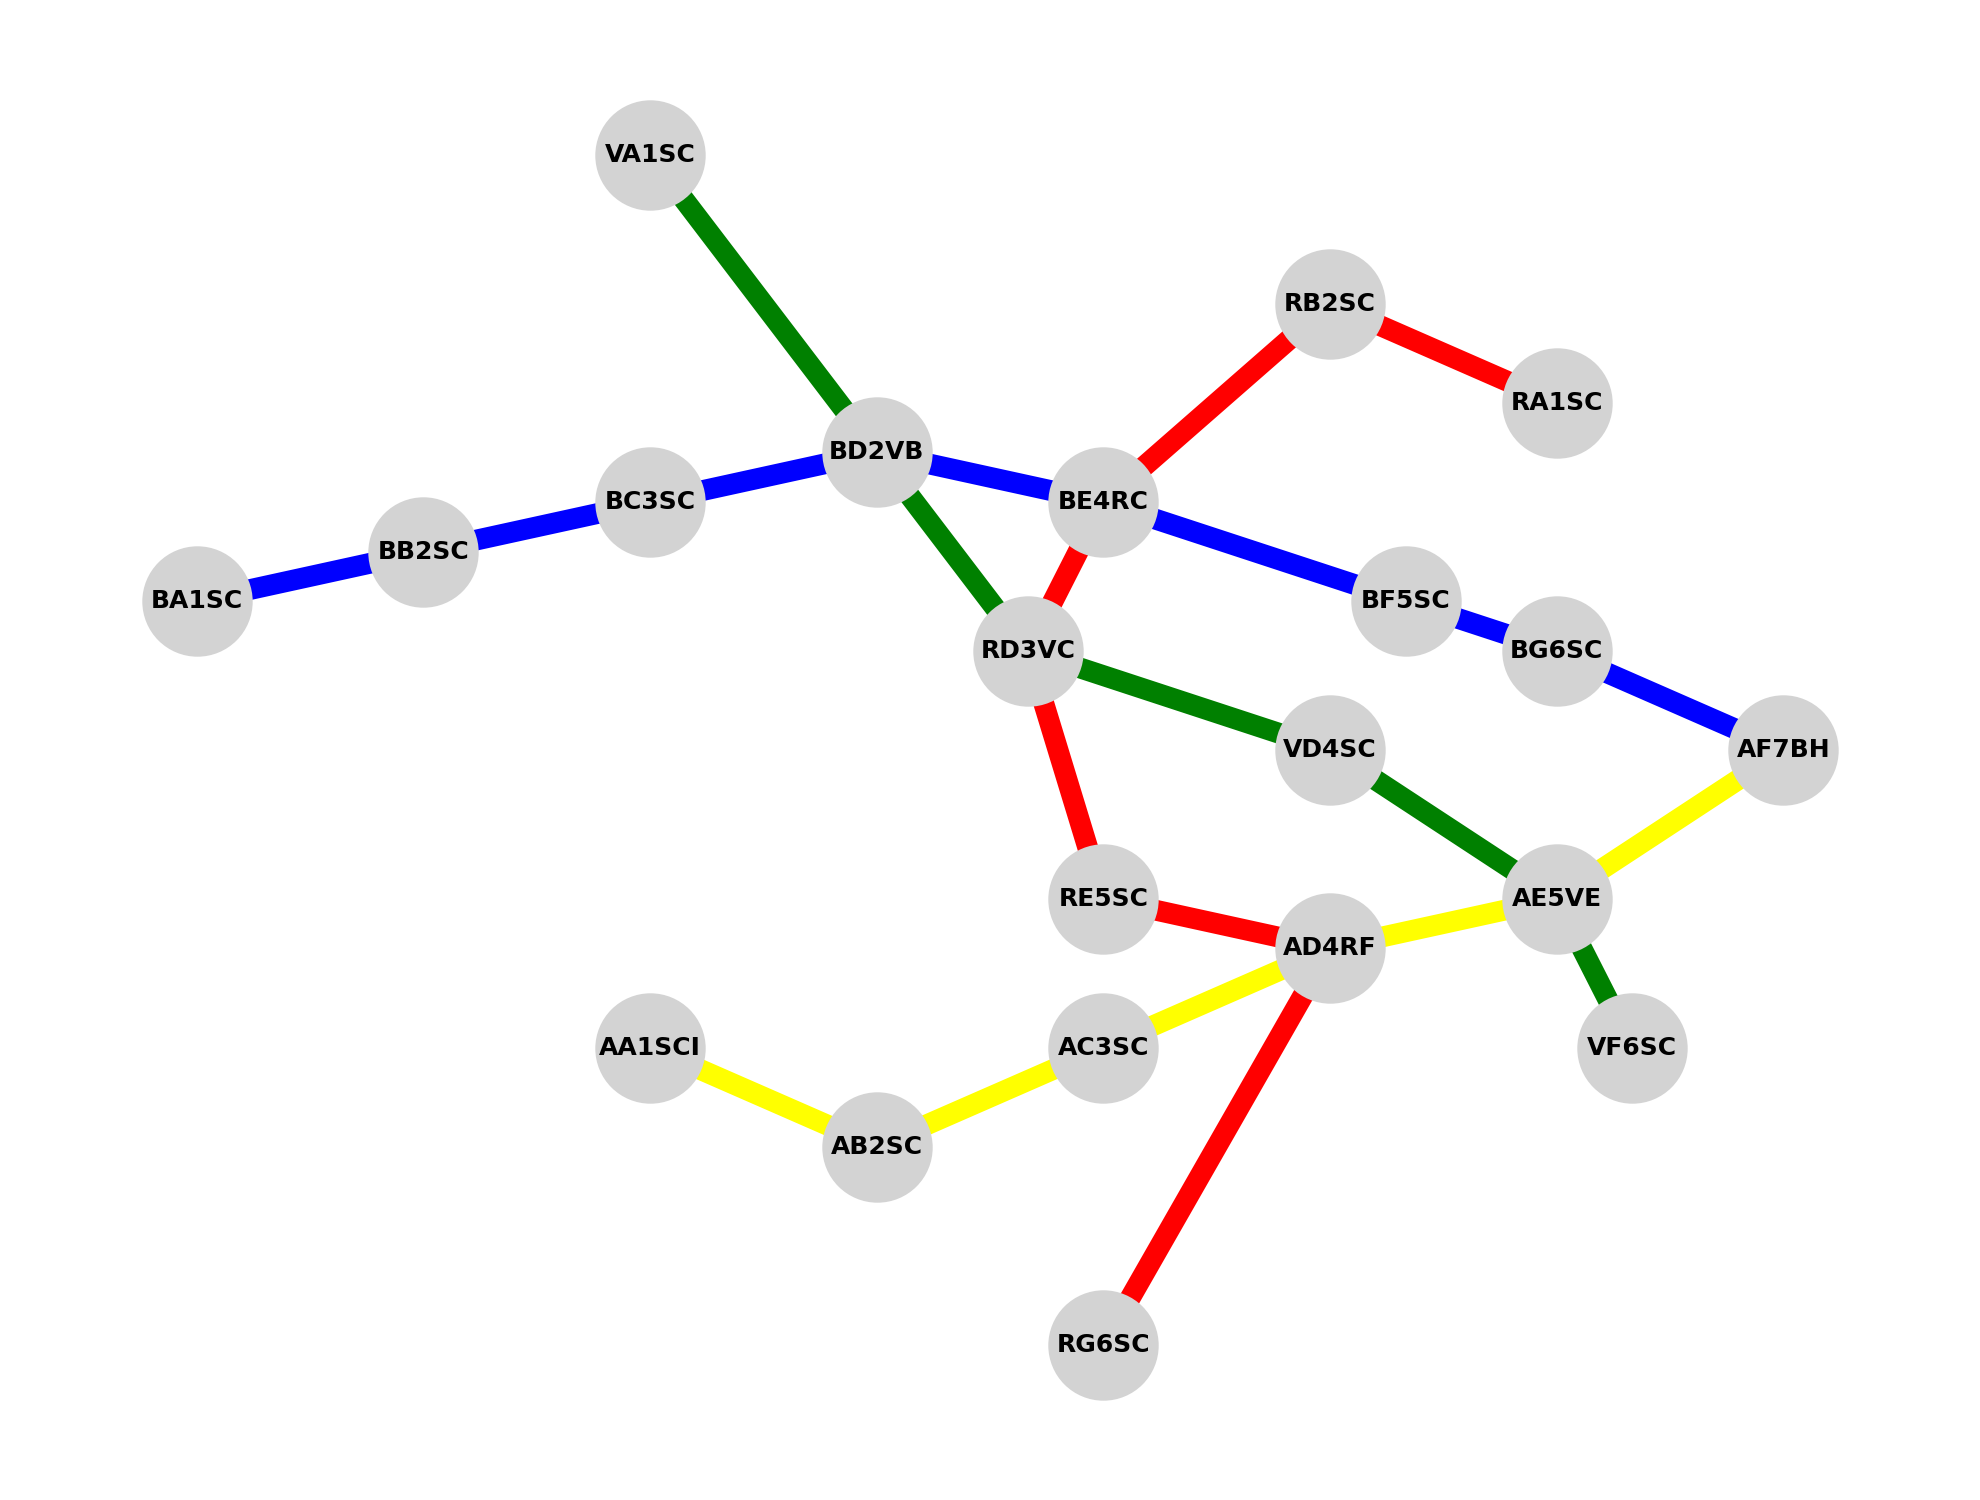 VA1SC
RB2SC
RA1SC
BD2VB
BE4RC
BC3SC
BB2SC
BA1SC
BF5SC
RD3VC
BG6SC
VD4SC
AF7BH
RE5SC
AE5VE
AD4RF
AA1SCI
AC3SC
VF6SC
AB2SC
RG6SC